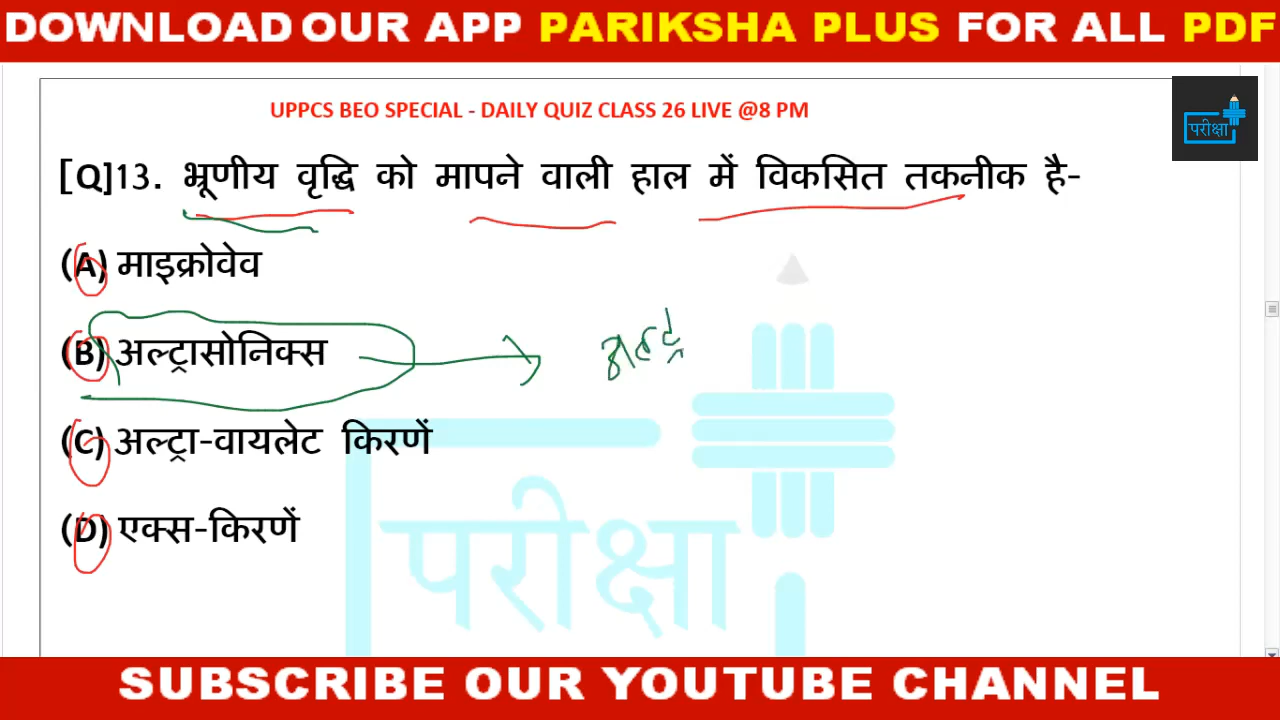 DOWNLOAD OUR APP PARIKSHA PLUS FOR ALL PDF
UPPCS BEO SPECIAL - DAILY QUIZ CLASS 26 LIVE @8 PM
परीक्षा
[Q]13. भ्रूणीय वृद्धि को मापने वाली हाल में विकसित तकनीक है-
(A) माइक्रोवेव
(B) अल्ट्रासोनिक्स
(C) अल्ट्रा-वायलेट किरणें
(D) एक्स-किरणें
परीक्षा
SUBSCRIBE OUR YOUTUBE CHANNEL